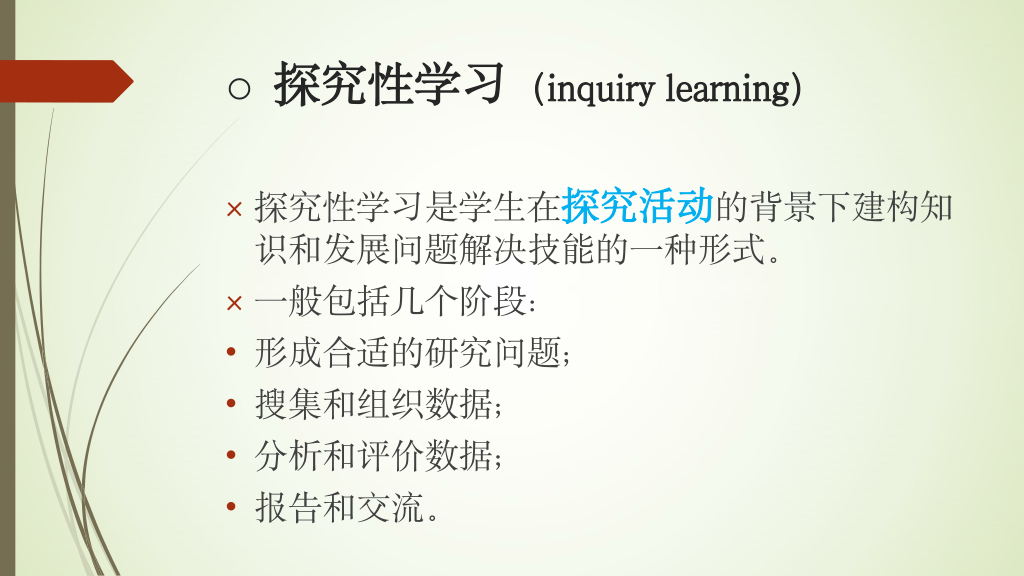 ○ 探究性学习（inquiry learning）
× 探究性学习是学生在探究活动的背景下建构知
识和发展问题解决技能的一种形式。
× 一般包括几个阶段：
• 形成合适的研究问题；
• 搜集和组织数据；
• 分析和评价数据；
• 报告和交流。